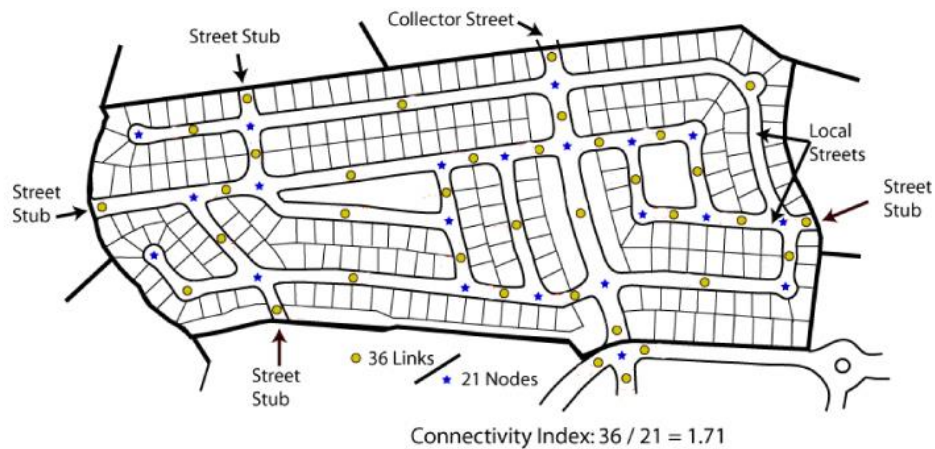 Collector Street
Street Stub
Local
Streets
Street
Stub
Street
Stub
36 Links
21 Nodes
Street
Stub
Connectivity Index: 36 / 21 = 1.71